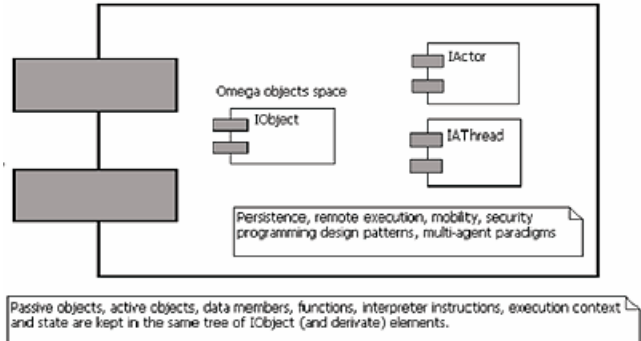 IActor
Omega objects space
IObject
IAThread
Persistence, remote execution, mobility, security
programming design patterns, multi-agent paradigms
Passive objects, active objects, data members, functions, interpreter instructions, execution context
and state are kept in the same tree of IObject (and derivate) elements.